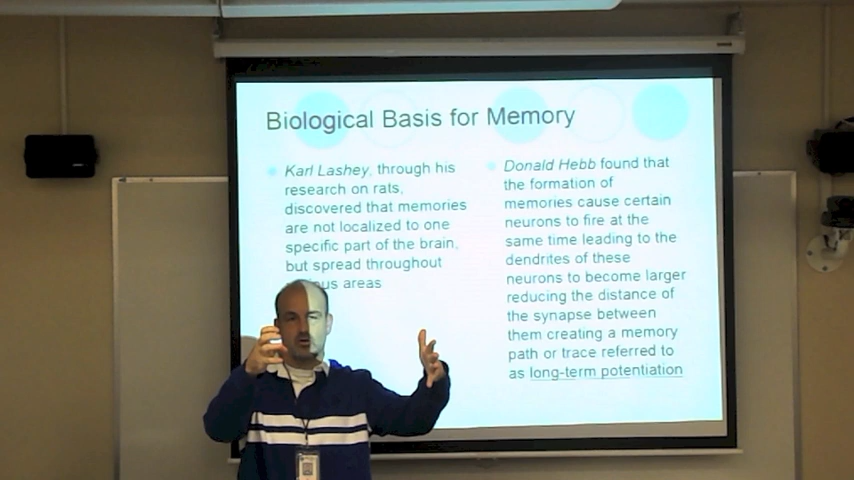 Biological Basis for Memory
Karl Lashey, through his
research on rats,
discovered that memories
are not localized to one
specific part of the brain,
but spread throughout
areas
Donald Hebb found that
the formation of
memories cause certain
neurons to fire at the
same time leading to the
dendrites of these
neurons to become larger
reducing the distance of
the synapse between
them creating a memory
path or trace referred to
as long-term potentiation